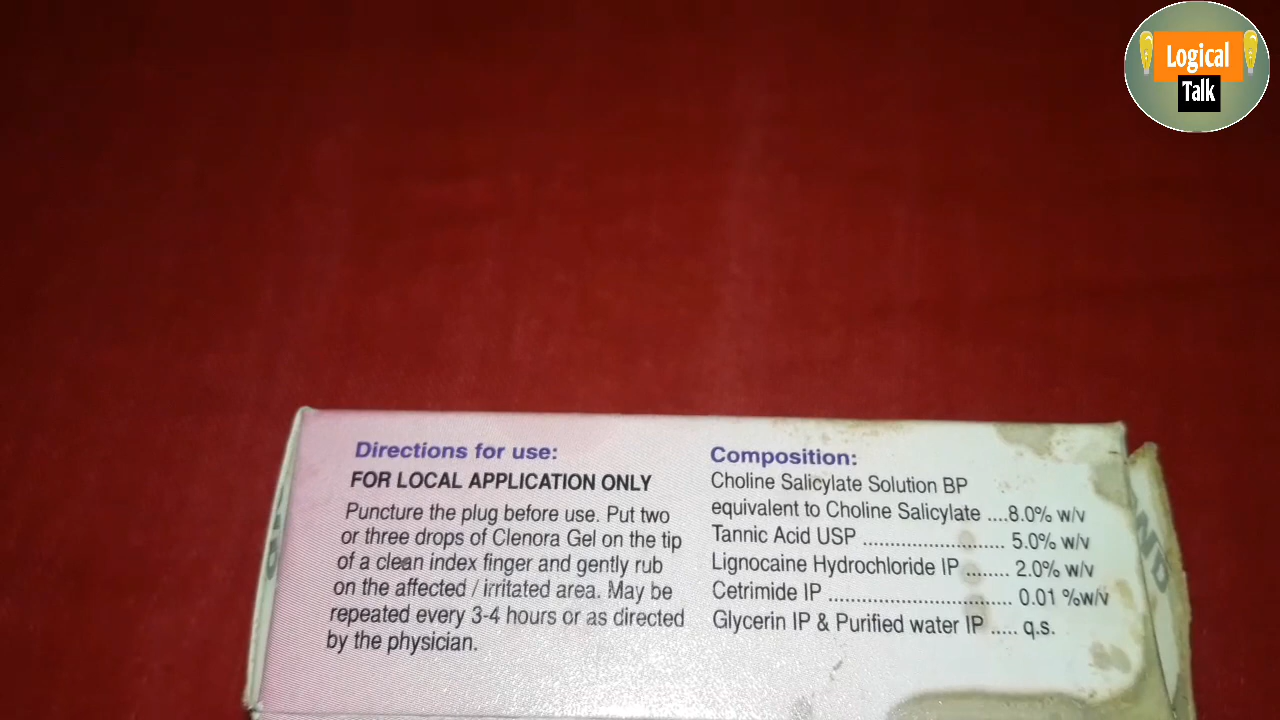 Logical
Talk
Directions for use:
FOR LOCAL APPLICATION ONLY
Puncture the plug before use. Put two
or three drops of Clenora Gel on the tip
of a clean index finger and gently rub
on the affected / irritated area. May be
repeated every 3-4 hours or as directed
by the physician.
Composition:
Choline Salicylate Solution BP
equivalent to Choline Salicylate ....8.0% w/v
Tannic Acid USP ........................ 5.0% w/v
Lignocaine Hydrochloride IP ........ 2.0% w/v
Cetrimide IP ............................... 0.01 %w/v
Glycerin IP & Purified water IP ..... q.s.